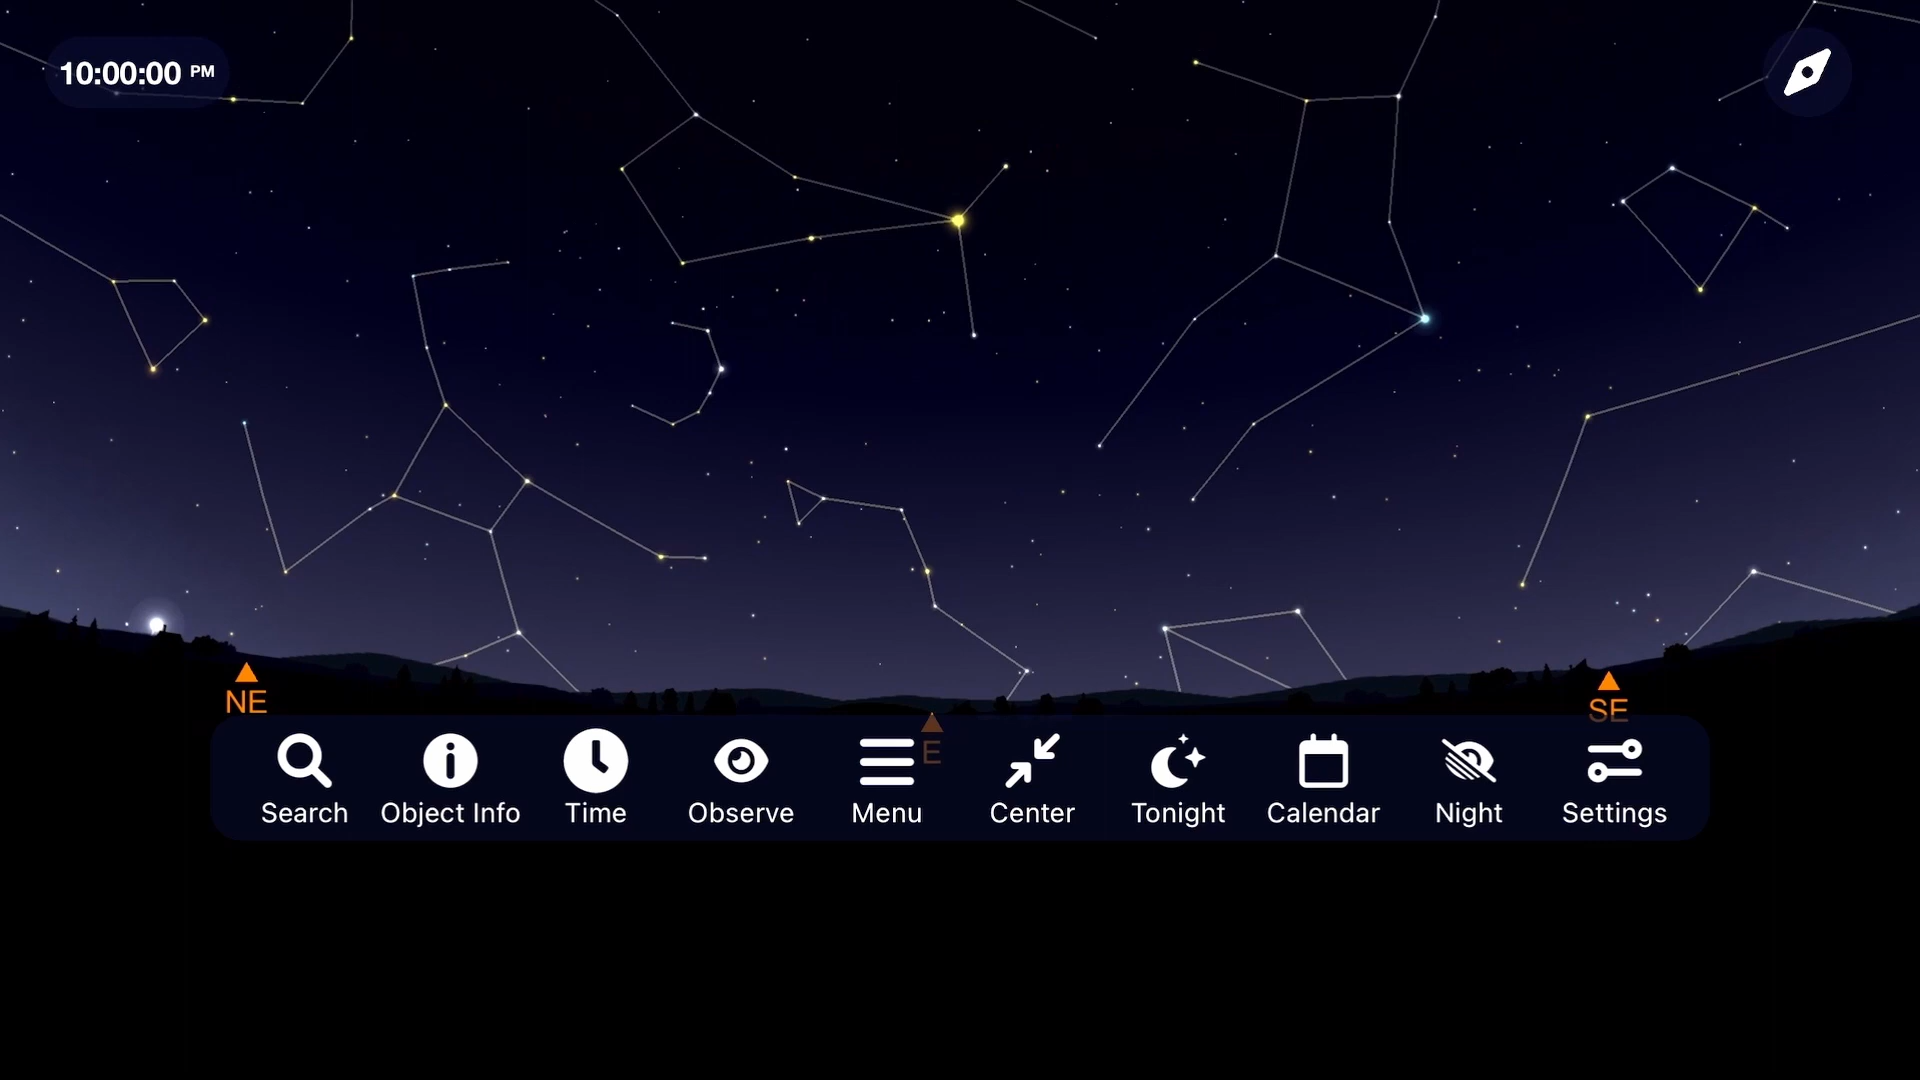 10:00:00 PM
NE
E
SE
Search
Object Info
Time
Observe
Menu
Center
Tonight
Calendar
Night
Settings